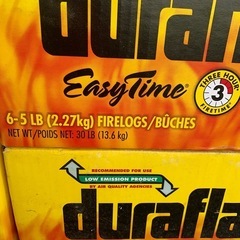 durafl
EasyTime®
THREE HOUR
3
FIRETIME
6-5 LB (2.27kg) FIRELOGS/BÛCHES
NET WT/POIDS NET: 30 LB (13.6 kg)
RECOMMENDED FOR USE
LOW EMISSION PRODUCT
BY AIR QUALITY AGENCIES
durafla